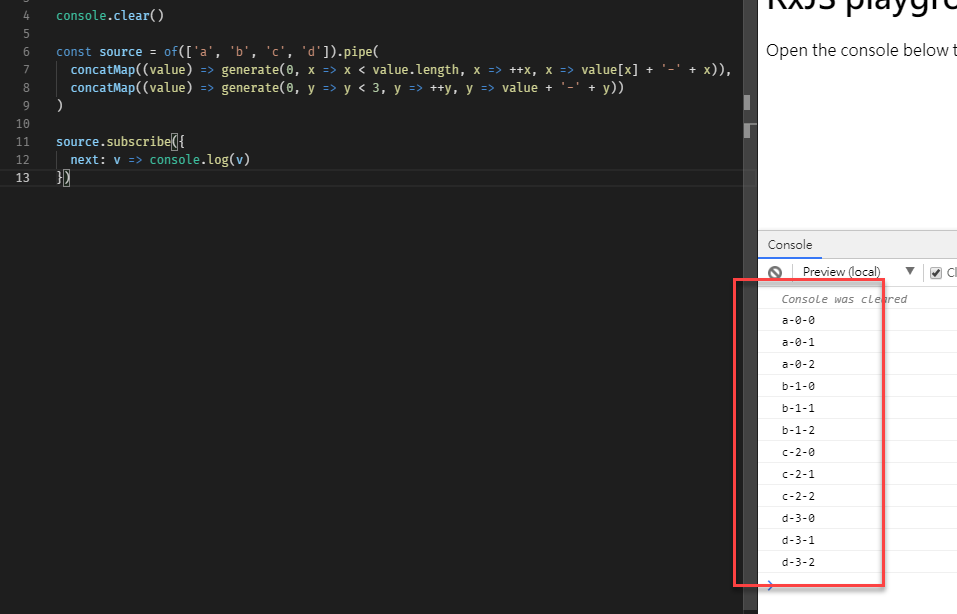 4 console.clear()
5
6 const source = of(['a', 'b', 'c', 'd']).pipe(
7 concatMap((value) => generate(0, x => x < value.length, x => ++x, x => value[x] + '-' + x)),
8 concatMap((value) => generate(0, y => y < 3, y => ++y, y => value + '-' + y))
9 )
10
11 source.subscribe({
12 next: v => console.log(v)
13 })
Open the console below t
Console
Preview (local) ▼ Cl
Console was cleared
a-0-0
a-0-1
a-0-2
b-1-0
b-1-1
b-1-2
c-2-0
c-2-1
c-2-2
d-3-0
d-3-1
d-3-2